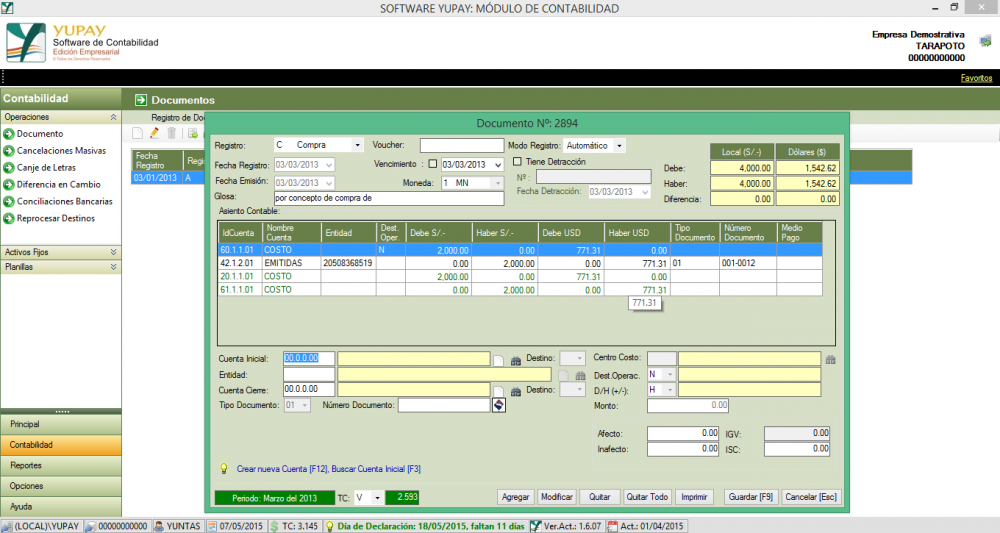 SOFTWARE YUPAY: MÓDULO DE CONTABILIDAD
YUPAY
Software de Contabilidad
Edición Empresarial
© Todos los Derechos Reservados
Empresa Demostrativa
TARAPOTO
00000000000
Favoritos
Contabilidad
Operaciones
Documento
Cancelaciones Masivas
Canje de Letras
Diferencia en Cambio
Conciliaciones Bancarias
Reprocesar Destinos
Activos Fijos
Planillas
Principal
Contabilidad
Reportes
Opciones
Ayuda
Documentos
Registro de Do
Fecha Registro
Regi
03/01/2013 A
Documento Nº: 2894
Registro: C Compra Voucher: Modo Registro: Automático
Fecha Registro: 03/03/2013 Vencimiento : 03/03/2013 Tiene Detracción
Fecha Emisión: 03/03/2013 Moneda: 1 MN Nº :
Fecha Detracción: 03/03/2013
Glosa: por concepto de compra de
Local (S/.-) Dólares ($)
Debe: 4,000.00 1,542.62
Haber: 4,000.00 1,542.62
Diferencia: 0.00 0.00
Asiento Contable:
IdCuenta Nombre Cuenta Entidad Dest. Oper. Debe S/.- Haber S/.- Debe USD Haber USD Tipo Documento Número Documento Medio Pago
60.1.1.01 COSTO N 2,000.00 0.00 771.31 0.00
42.1.2.01 EMITIDAS 20508368519 0.00 2,000.00 0.00 771.31 01 001-0012
20.1.1.01 COSTO 2,000.00 0.00 771.31 0.00
61.1.1.01 COSTO 0.00 2,000.00 0.00 771.31
771.31
Cuenta Inicial: 00.0.0.00 Destino: Centro Costo:
Entidad: Dest.Operac. N
Cuenta Cierre: 00.0.0.00 Destino: D/H (+/-): H
Tipo Documento: 01 Número Documento: Monto: 0.00
Afecto: 0.00 IGV: 0.00
Inafecto: 0.00 ISC: 0.00
Crear nueva Cuenta [F12], Buscar Cuenta Inicial [F3]
Periodo: Marzo del 2013 TC: V 2.593 Agregar Modificar Quitar Quitar Todo Imprimir Guardar [F9] Cancelar [Esc]
(LOCAL)\YUPAY 00000000000 YUNTAS 07/05/2015 TC: 3.145 Día de Declaración: 18/05/2015, faltan 11 días Ver.Act.: 1.6.07 Act.: 01/04/2015